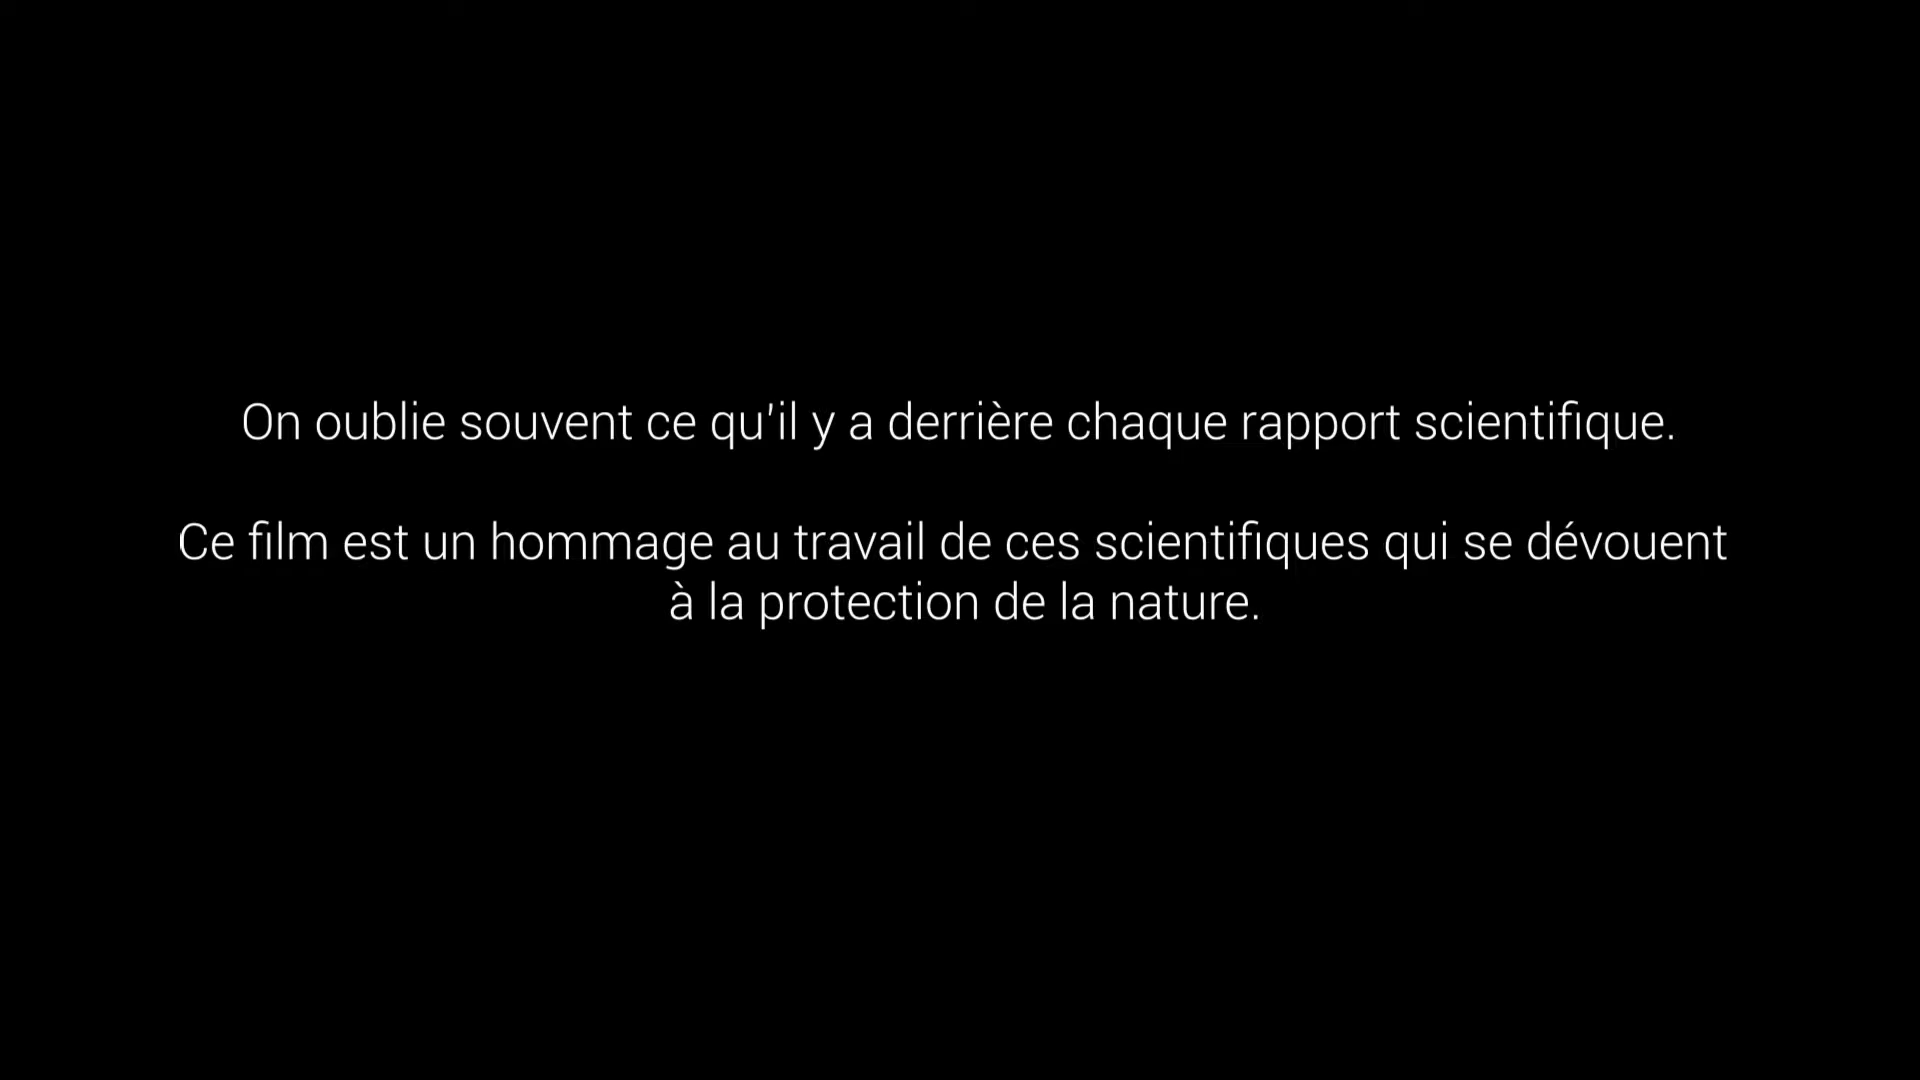 On oublie souvent ce qu'il y a derrière chaque rapport scientifique.
Ce film est un hommage au travail de ces scientifiques qui se dévouent
à la protection de la nature.